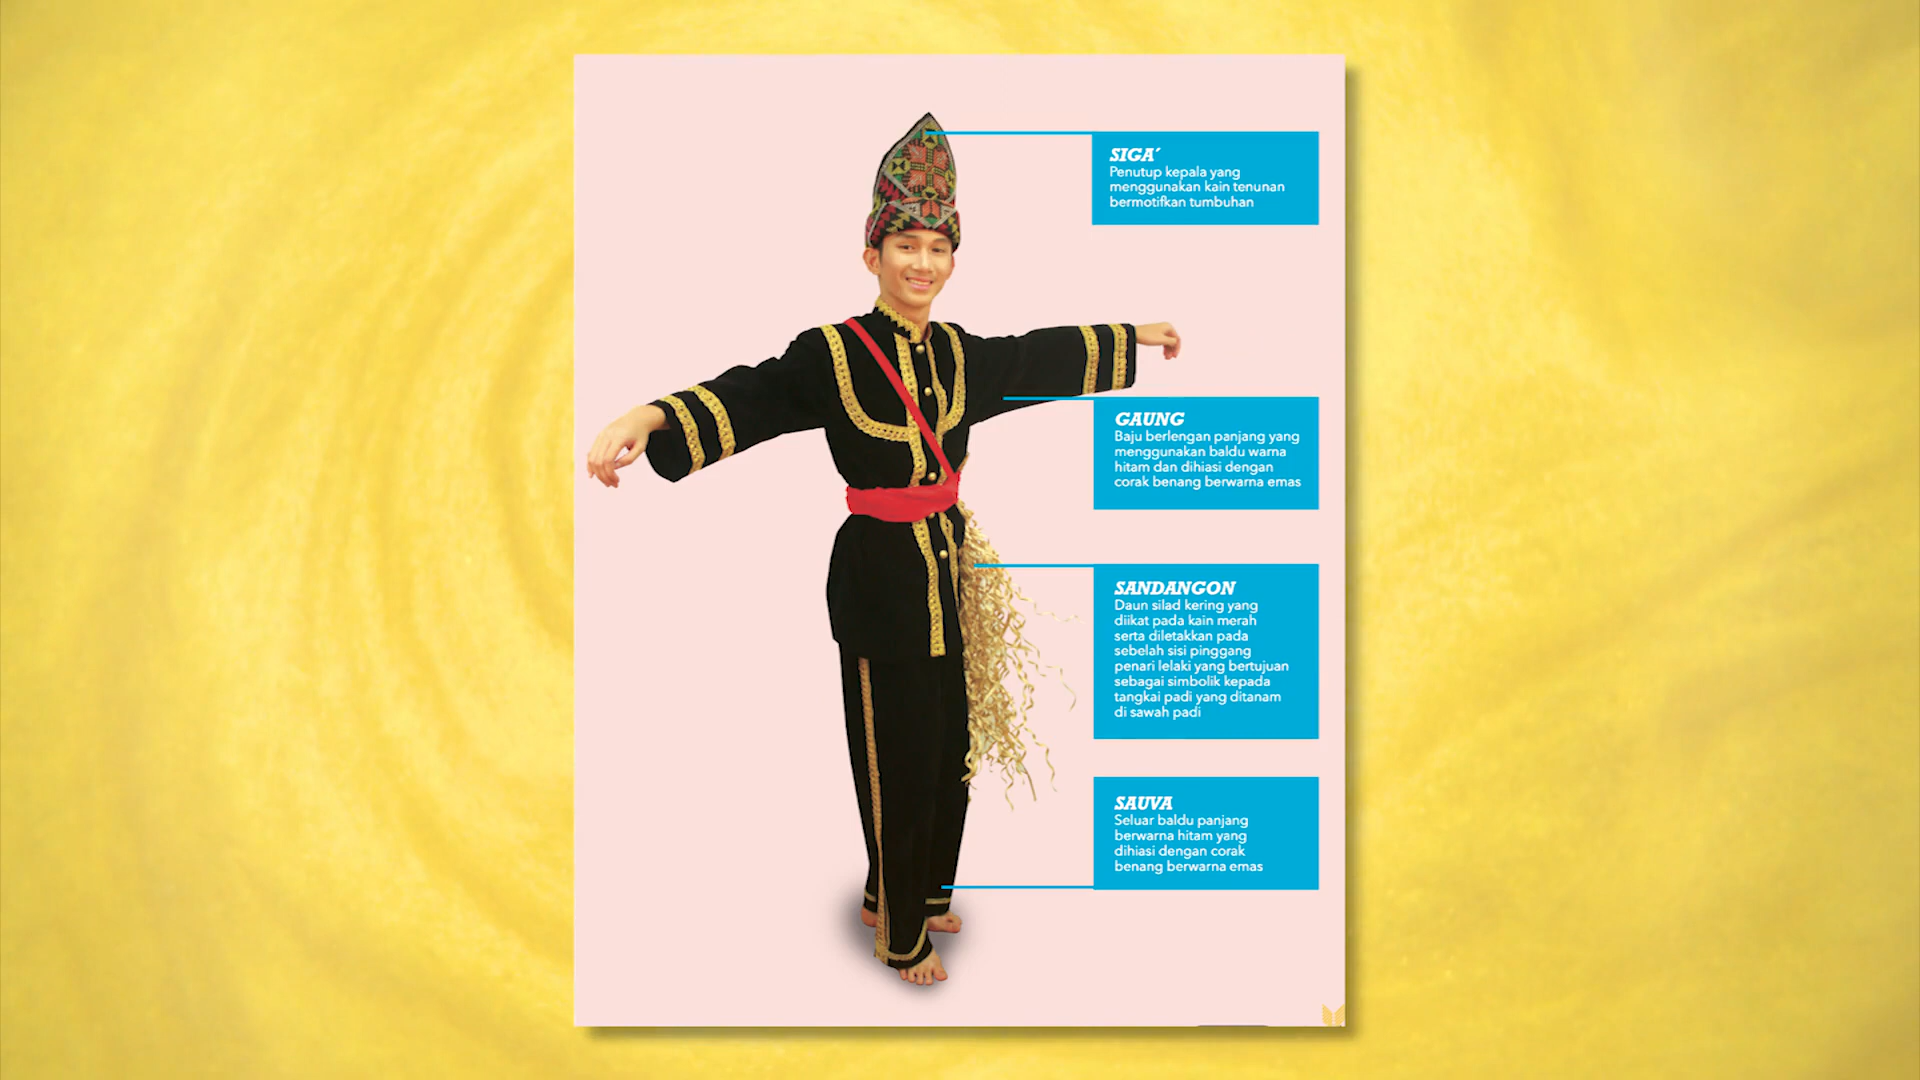 SIGA´
Penutup kepala yang
menggunakan kain tenunan
bermotifkan tumbuhan
GAUNG
Baju berlengan panjang yang
menggunakan baldu warna
hitam dan dihiasi dengan
corak benang berwarna emas
SANDANGON
Daun silad kering yang
diikat pada kain merah
serta diletakkan pada
sebelah sisi pinggang
penari lelaki yang bertujuan
sebagai simbolik kepada
tangkai padi yang ditanam
di sawah padi
SAUVA
Seluar baldu panjang
berwarna hitam yang
dihiasi dengan corak
benang berwarna emas